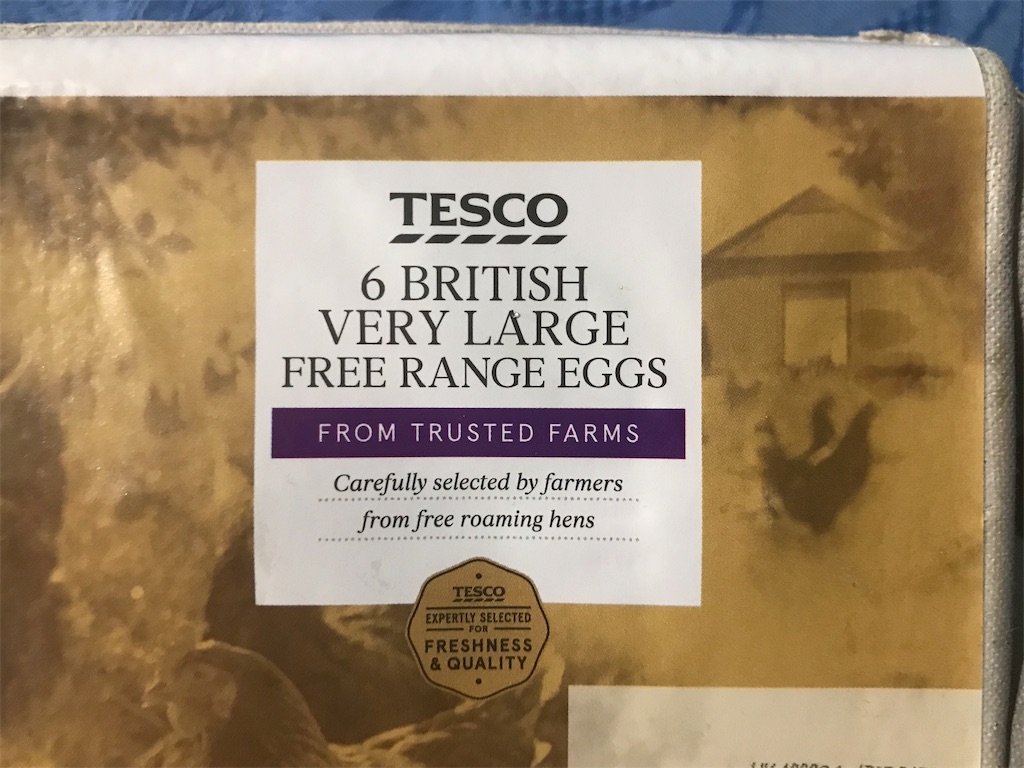 TESCO
6 BRITISH
VERY LARGE
FREE RANGE EGGS
FROM TRUSTED FARMS
Carefully selected by farmers
from free roaming hens
TESCO
EXPERTLY SELECTED
FOR
FRESHNESS
& QUALITY